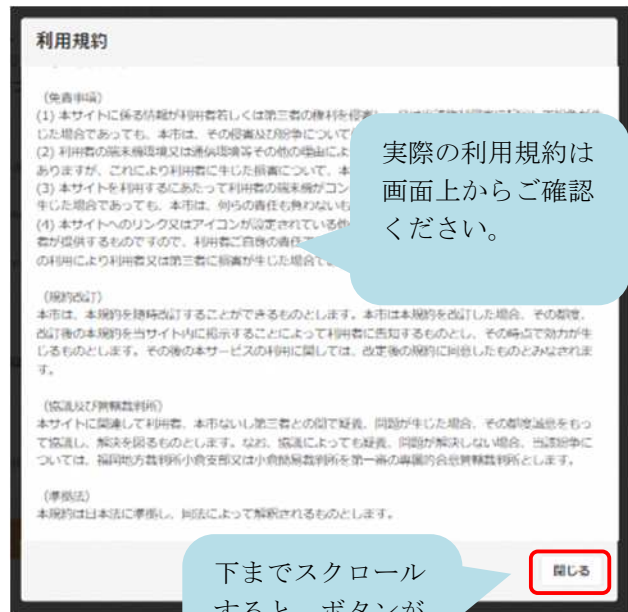 利用規約
(免責事項)
(1) 本サイトに係る情報が利用者若しくは第三者の権利を侵害し、
じた場合であっても、本市は、その侵害及び紛争について
(2) 利用者の端末機環境又は通信環境等その他の理由によ
ありますが、これにより利用者に生じた損害について、本
(3) 本サイトを利用するにあたって利用者の端末機がコン
生じた場合であっても、本市は、何らの責任も負わないも
(4) 本サイトへのリンク又はアイコンが設定されている他
者が提供するものですので、利用者ご自身の責任で
の利用により利用者又は第三者に損害が生じた場合で
実際の利用規約は
画面上からご確認
ください。
(規約改訂)
本市は、本規約を随時改訂することができるものとします。本市は本規約を改訂した場合、その都度、
改訂後の本規約を当サイト内に掲示することによって利用者に告知するものとし、その時点で効力が生
じるものとします。その後の本サービスの利用に関しては、改定後の規約に同意したものとみなされま
す。
(協議及び管轄裁判所)
本サイトに関連して利用者、本市ないし第三者との間で疑義、問題が生じた場合、その都度誠意をもっ
て協議し、解決を図るものとします。なお、協議によっても疑義、問題が解決しない場合、当該紛争に
ついては、福岡地方裁判所小倉支部又は小倉簡易裁判所を第一審の専属的合意管轄裁判所とします。
(準拠法)
本規約は日本法に準拠し、同法によって解釈されるものとします。
下までスクロール
すると、ボタンが
閉じる